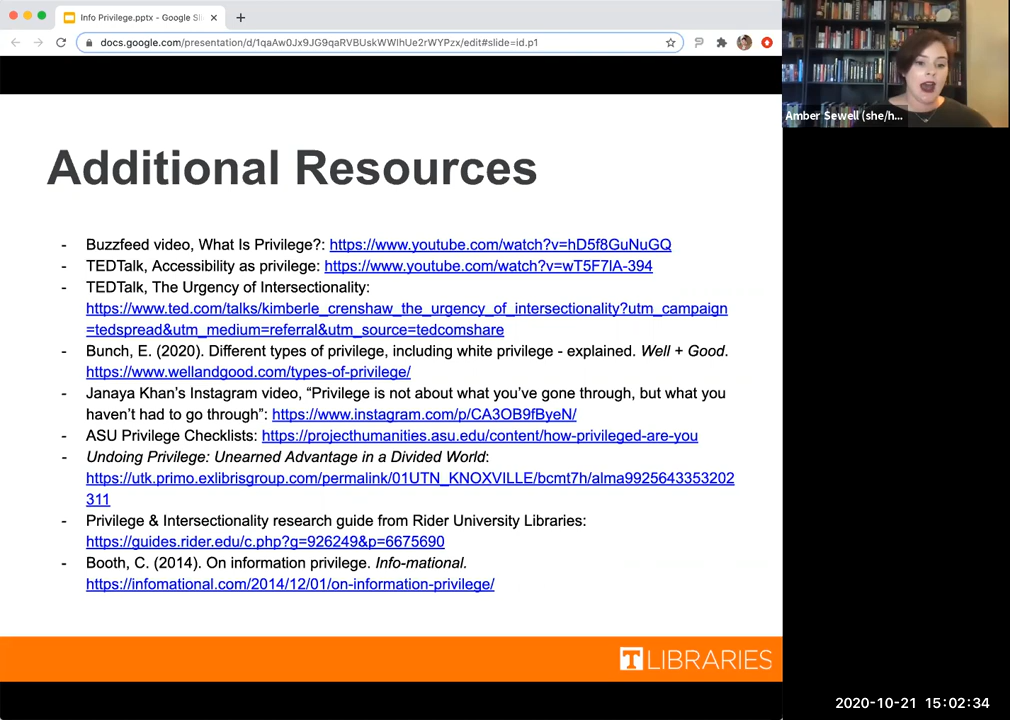 Info Privilege.pptx - Google Sli
docs.google.com/presentation/d/1qaAw0Jx9JG9qaRVBUskWWIhUe2rWYPzx/edit#slide=id.p1
Amber Sewell (she/h...
Additional Resources
- Buzzfeed video, What Is Privilege?: https://www.youtube.com/watch?v=hD5f8GuNuGQ
- TEDTalk, Accessibility as privilege: https://www.youtube.com/watch?v=wT5F7lA-394
- TEDTalk, The Urgency of Intersectionality:
https://www.ted.com/talks/kimberle_crenshaw_the_urgency_of_intersectionality?utm_campaign
=tedspread&utm_medium=referral&utm_source=tedcomshare
- Bunch, E. (2020). Different types of privilege, including white privilege - explained. Well + Good.
https://www.wellandgood.com/types-of-privilege/
- Janaya Khan's Instagram video, “Privilege is not about what you've gone through, but what you
haven't had to go through”: https://www.instagram.com/p/CA3OB9fByeN/
- ASU Privilege Checklists: https://projecthumanities.asu.edu/content/how-privileged-are-you
- Undoing Privilege: Unearned Advantage in a Divided World:
https://utk.primo.exlibrisgroup.com/permalink/01UTN_KNOXVILLE/bcmt7h/alma9925643353202
311
- Privilege & Intersectionality research guide from Rider University Libraries:
https://guides.rider.edu/c.php?g=926249&p=6675690
- Booth, C. (2014). On information privilege. Info-mational.
https://infomational.com/2014/12/01/on-information-privilege/
T LIBRARIES
2020-10-21 15:02:34